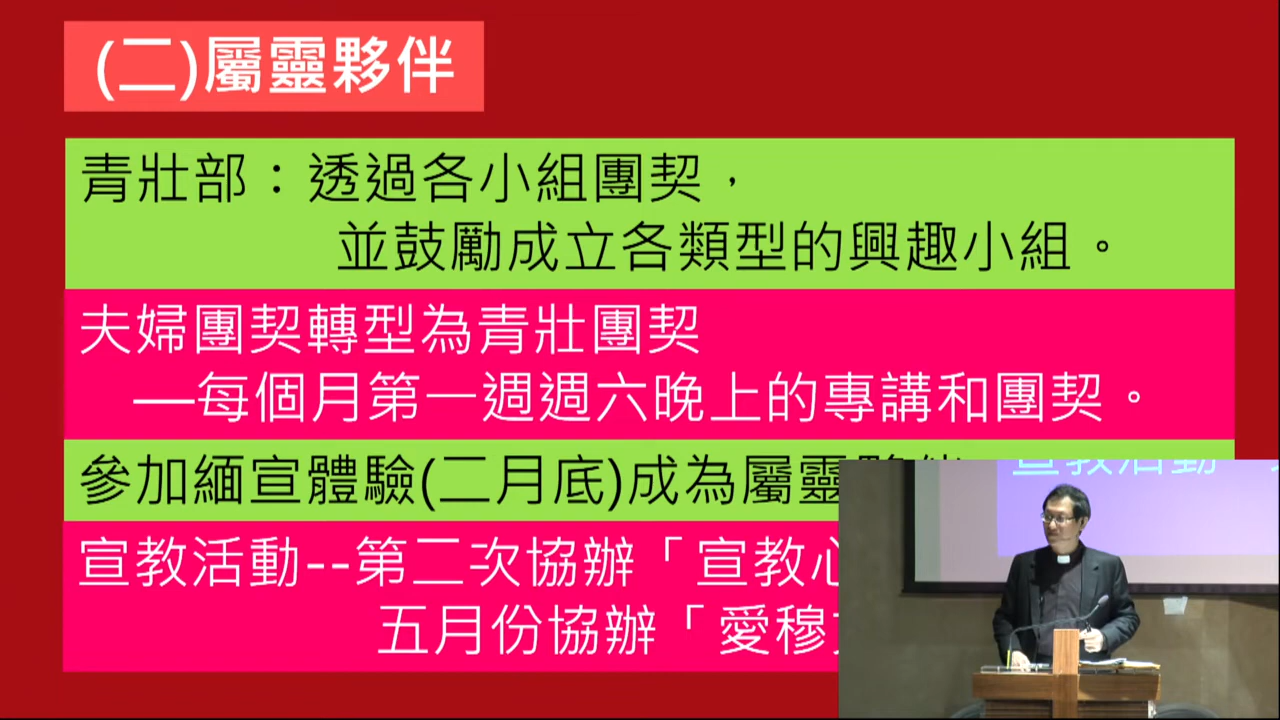 (二)屬靈夥伴
青壯部：透過各小組團契，
並鼓勵成立各類型的興趣小組。
夫婦團契轉型為青壯團契
—每個月第一週週六晚上的專講和團契。
參加緬宣體驗(二月底)成為屬靈
宣教活動--第二次協辦「宣教心
五月份協辦「愛穆
宣教活動